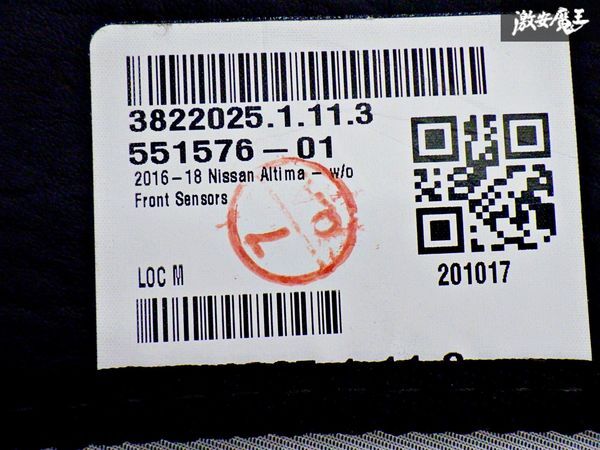 激安魔王
3822025.1.11.3
551576-01
2016-18 Nissan Altima - w/o
Front Sensors
LOC M
201017